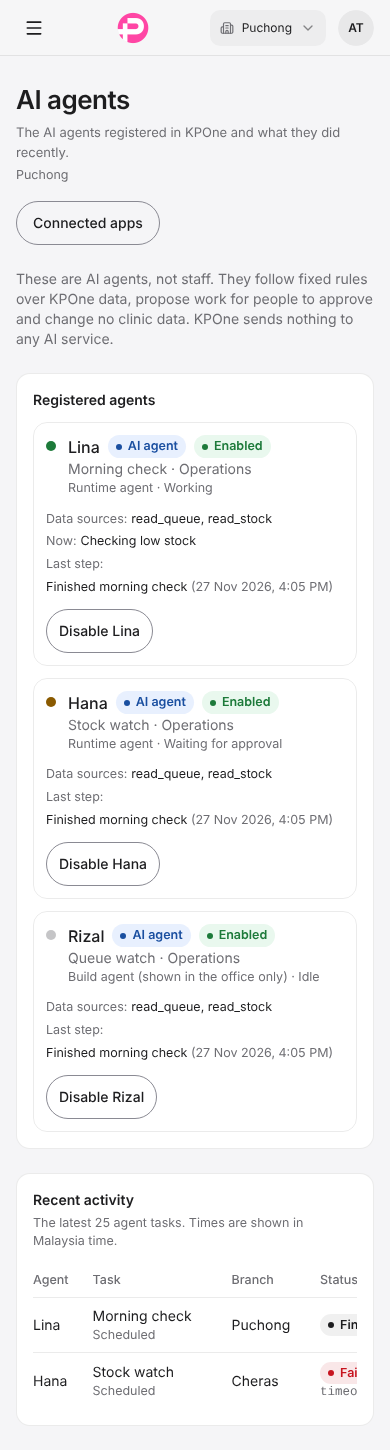 Puchong
AT
AI agents
The AI agents registered in KPOne and what they did
recently.
Puchong
Connected apps
These are AI agents, not staff. They follow fixed rules
over KPOne data, propose work for people to approve
and change no clinic data. KPOne sends nothing to
any AI service.
Registered agents
Lina AI agent Enabled
Morning check · Operations
Runtime agent · Working
Data sources: read_queue, read_stock
Now: Checking low stock
Last step:
Finished morning check (27 Nov 2026, 4:05 PM)
Disable Lina
Hana AI agent Enabled
Stock watch · Operations
Runtime agent · Waiting for approval
Data sources: read_queue, read_stock
Last step:
Finished morning check (27 Nov 2026, 4:05 PM)
Disable Hana
Rizal AI agent Enabled
Queue watch · Operations
Build agent (shown in the office only) · Idle
Data sources: read_queue, read_stock
Last step:
Finished morning check (27 Nov 2026, 4:05 PM)
Disable Rizal
Recent activity
The latest 25 agent tasks. Times are shown in
Malaysia time.
Agent Task Branch Status
Lina Morning check Puchong Fin
Scheduled
Hana Stock watch Cheras Fai
Scheduled timeo